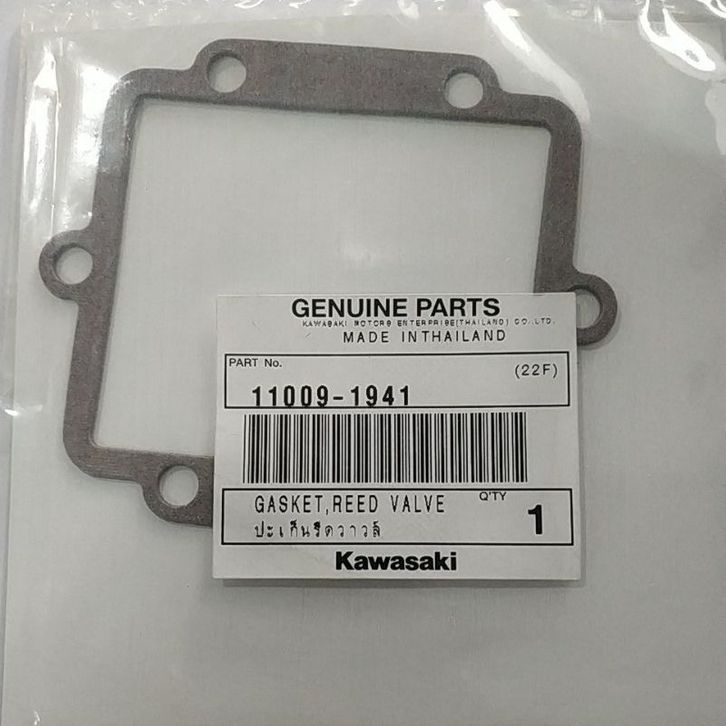 GENUINE PARTS
KAWASAKI MOTORS ENTERPRISE(THAILAND) CO.,LTD.
MADE INTHAILAND
PART No.
(22F)
11009-1941
GASKET,REED VALVE
Q'TY
1
ปะเก็นรีดวาวล์
Kawasaki